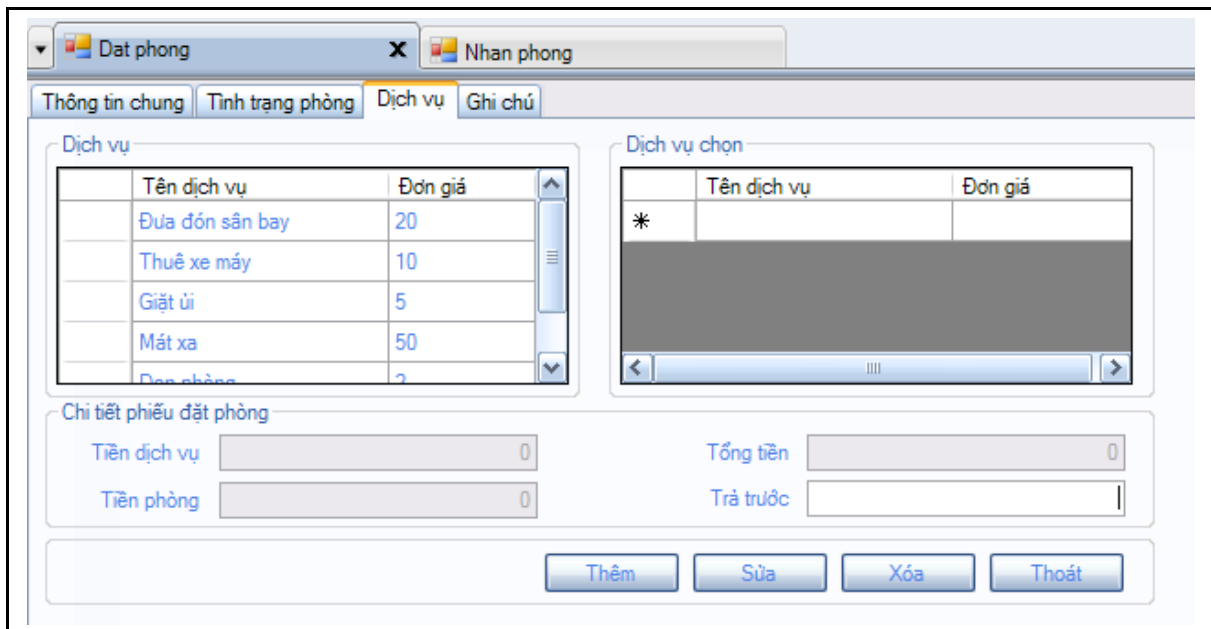 Dat phong
Nhan phong
Thông tin chung
Tình trạng phòng
Dịch vụ
Ghi chú
Dịch vụ
Tên dịch vụ Đơn giá
Đưa đón sân bay 20
Thuê xe máy 10
Giặt ủi 5
Mát xa 50
Dọn phòng 2
Dịch vụ chọn
Tên dịch vụ Đơn giá
Chi tiết phiếu đặt phòng
Tiền dịch vụ 0
Tổng tiền 0
Tiền phòng 0
Trả trước
Thêm Sửa Xóa Thoát